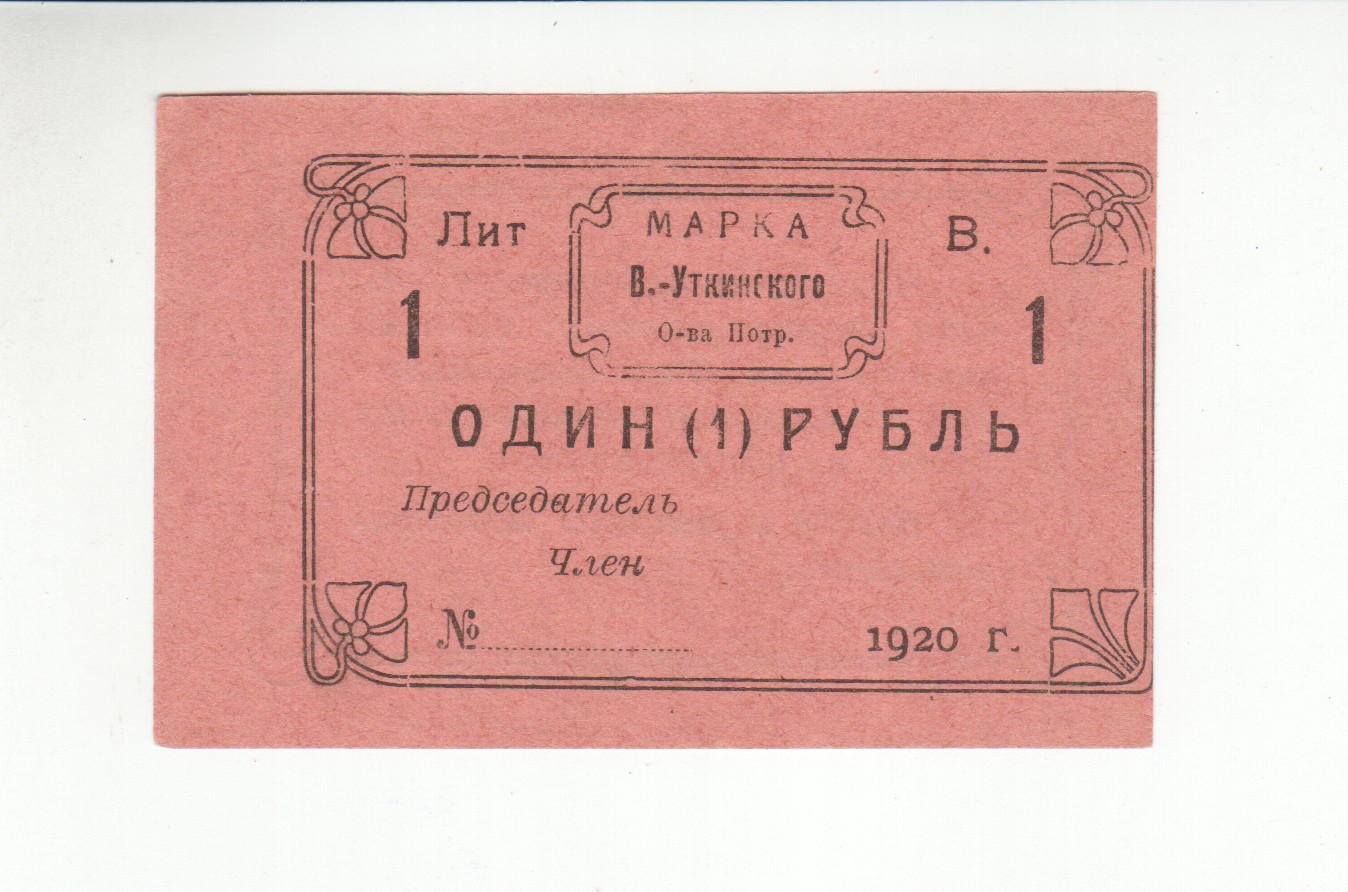 Лит
МАРКА
В.
В.-Уткинского
О-ва Потр.
1
1
ОДИН (1) РУБЛЬ
Председатель
Член
№
1920 г.